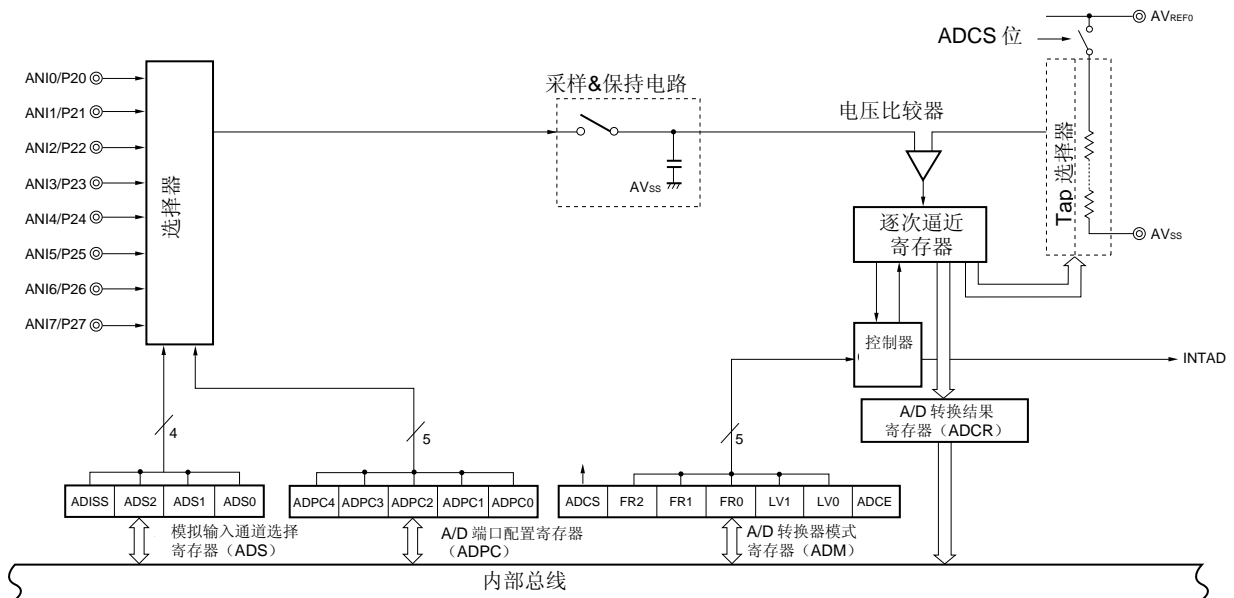 ADCS 位
AVREF0
ANI0/P20
ANI1/P21
ANI2/P22
ANI3/P23
ANI4/P24
ANI5/P25
ANI6/P26
ANI7/P27
选择器
采样&保持电路
AVSS
电压比较器
Tap 选择器
AVSS
逐次逼近
寄存器
控制器
INTAD
A/D 转换结果
寄存器（ADCR）
4
5
5
ADISS ADS2 ADS1 ADS0
ADPC4 ADPC3 ADPC2 ADPC1 ADPC0
ADCS FR2 FR1 FR0 LV1 LV0 ADCE
模拟输入通道选择
寄存器（ADS）
A/D 端口配置寄存器
（ADPC）
A/D 转换器模式
寄存器（ADM）
内部总线